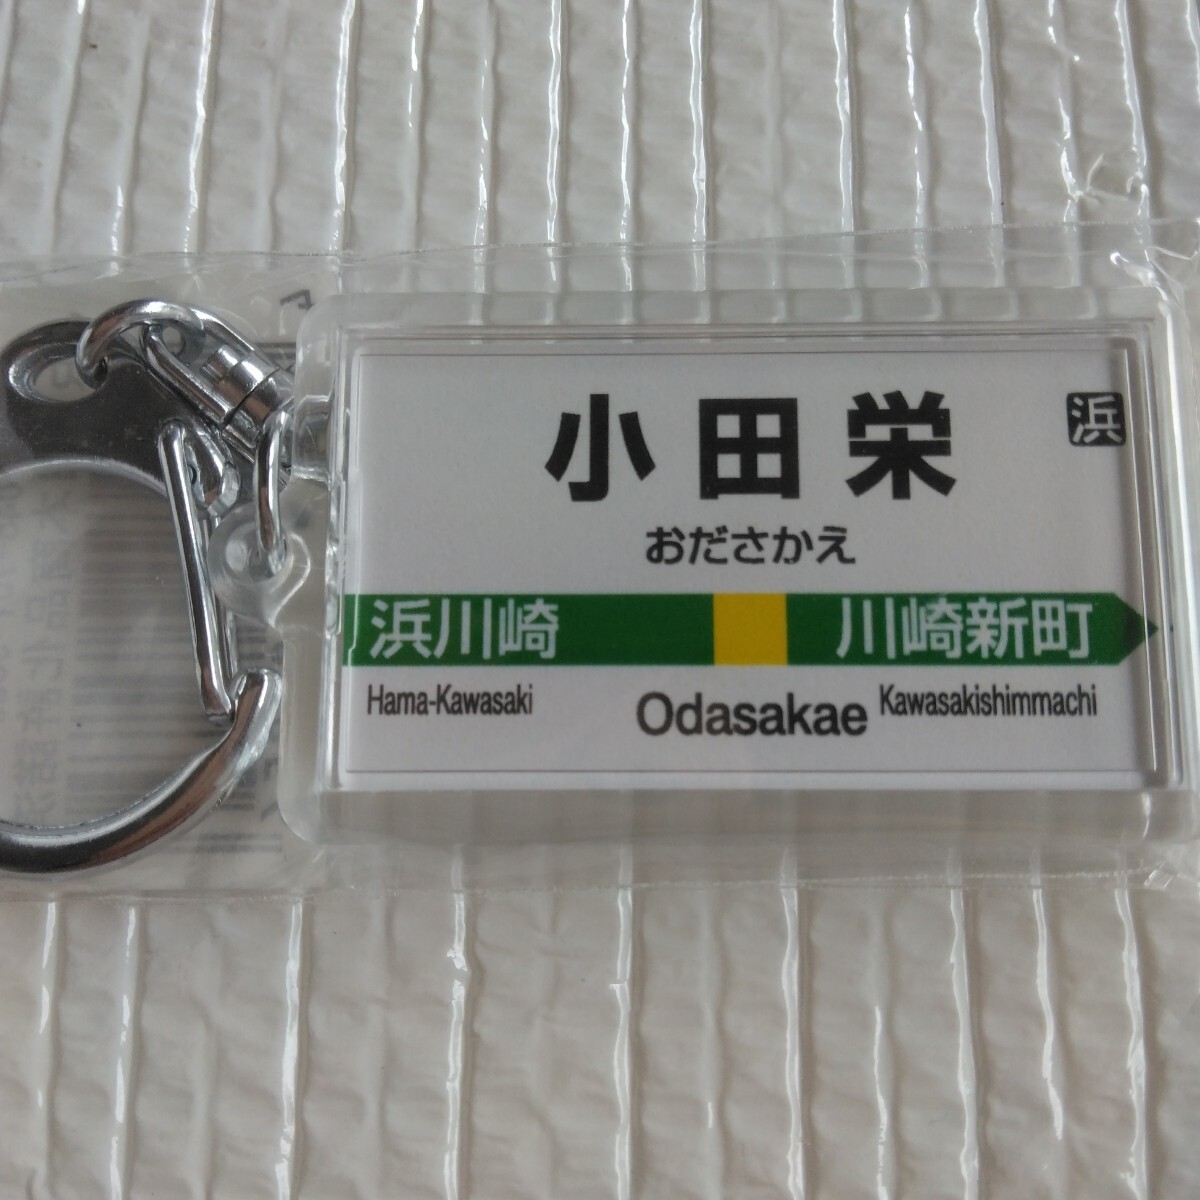 小田栄
浜
おださかえ
浜川崎 川崎新町
Hama-Kawasaki Odasakae Kawasakishimmachi